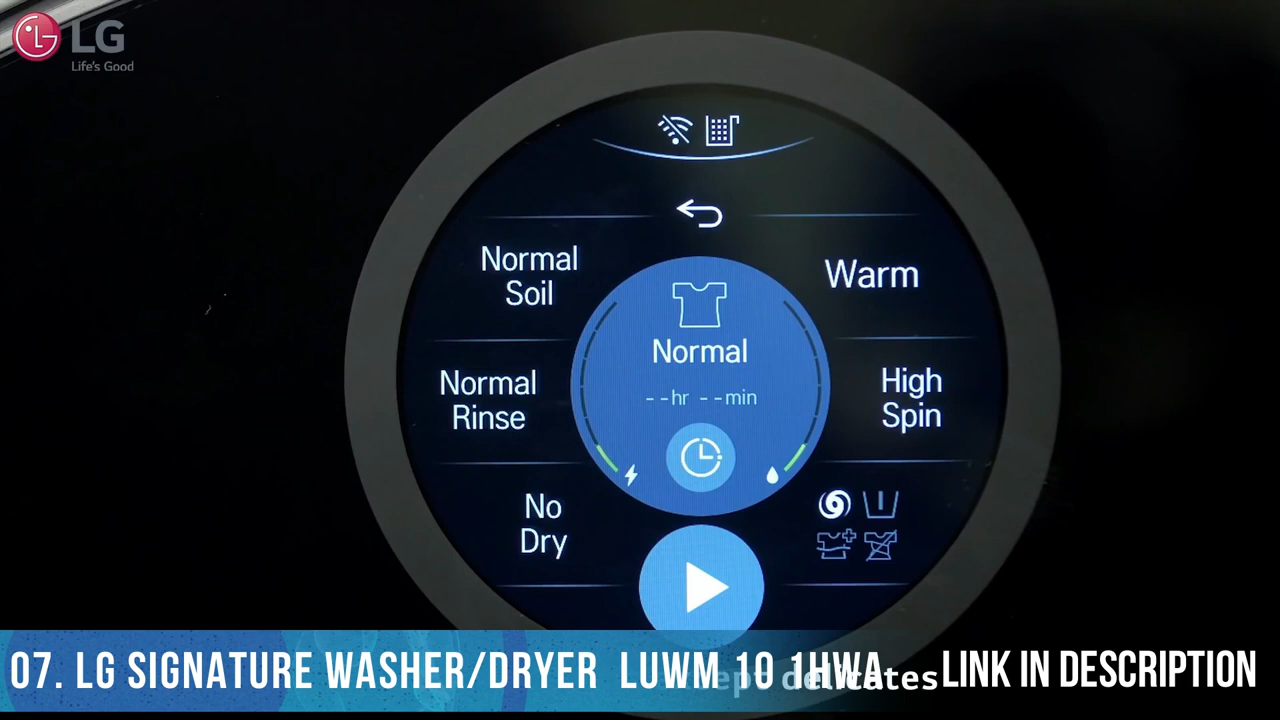 LG
Life's Good
Normal
Soil
Warm
Normal
--hr --min
Normal
Rinse
High
Spin
No
Dry
07. LG SIGNATURE WASHER/DRYER LUWM 10 1HWA
delicates
LINK IN DESCRIPTION